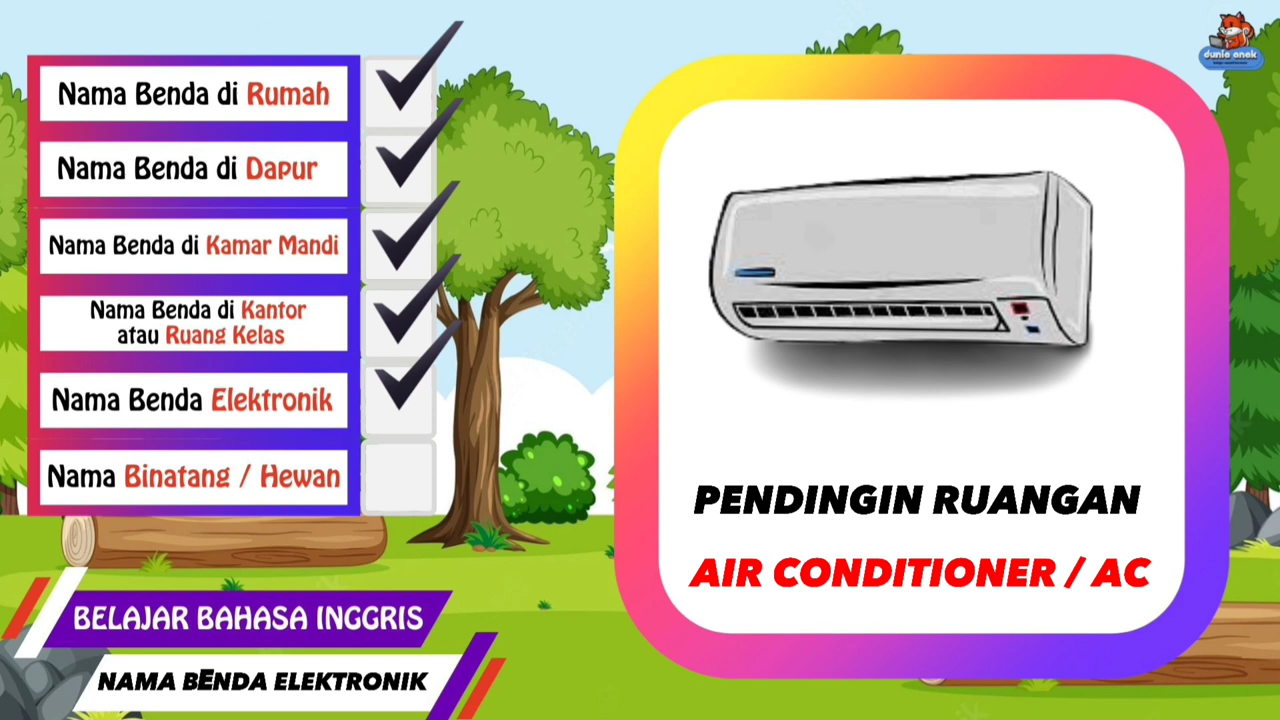 Nama Benda di Rumah
Nama Benda di Dapur
Nama Benda di Kamar Mandi
Nama Benda di Kantor
atau Ruang Kelas
Nama Benda Elektronik
Nama Binatang / Hewan
BELAJAR BAHASA INGGRIS
NAMA BENDA ELEKTRONIK
dunia anak
PENDINGIN RUANGAN
AIR CONDITIONER / AC